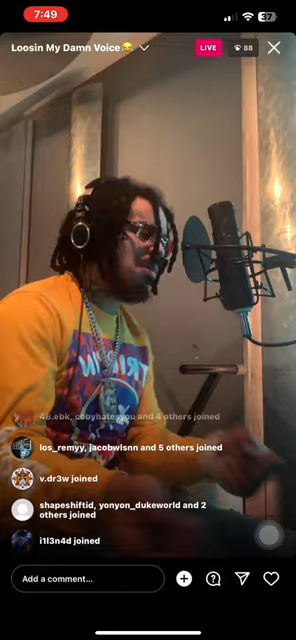 7:49
37
Loosin My Damn Voice😂
LIVE
88
48.ebk, cobyhatesyou and 4 others joined
los_remyy, jacobwlsnn and 5 others joined
v.dr3w joined
shapeshiftid, yonyon_dukeworld and 2
others joined
i1l3n4d joined
Add a comment...